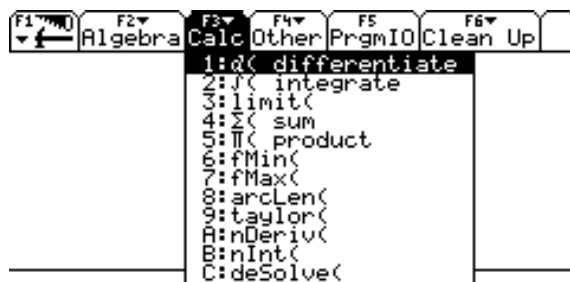 F1 F2 F3 F4 F5 F6
Algebra Calc Other PrgmIO Clean Up
1:d( differentiate
2:∫( integrate
3:limit(
4:Σ( sum
5:Π( product
6:fMin(
7:fMax(
8:arcLen(
9:taylor(
A:nDeriv(
B:nInt(
C:deSolve(